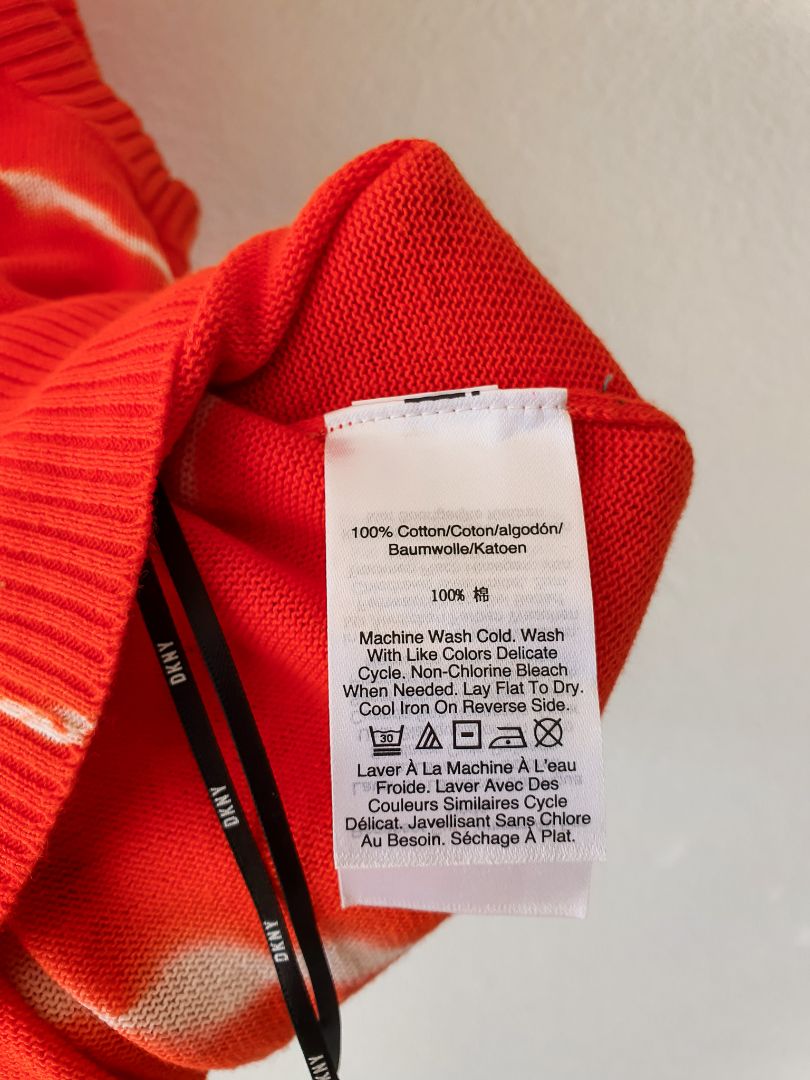 100% Cotton/Coton/algodón/
Baumwolle/Katoen
100% 棉
Machine Wash Cold. Wash
With Like Colors Delicate
Cycle. Non-Chlorine Bleach
When Needed. Lay Flat To Dry.
Cool Iron On Reverse Side.
30
Laver À La Machine À L'eau
Froide. Laver Avec Des
Couleurs Similaires Cycle
Délicat. Javellisant Sans Chlore
Au Besoin. Séchage À Plat.
DKNY
DKNY
DKNY
DKNY